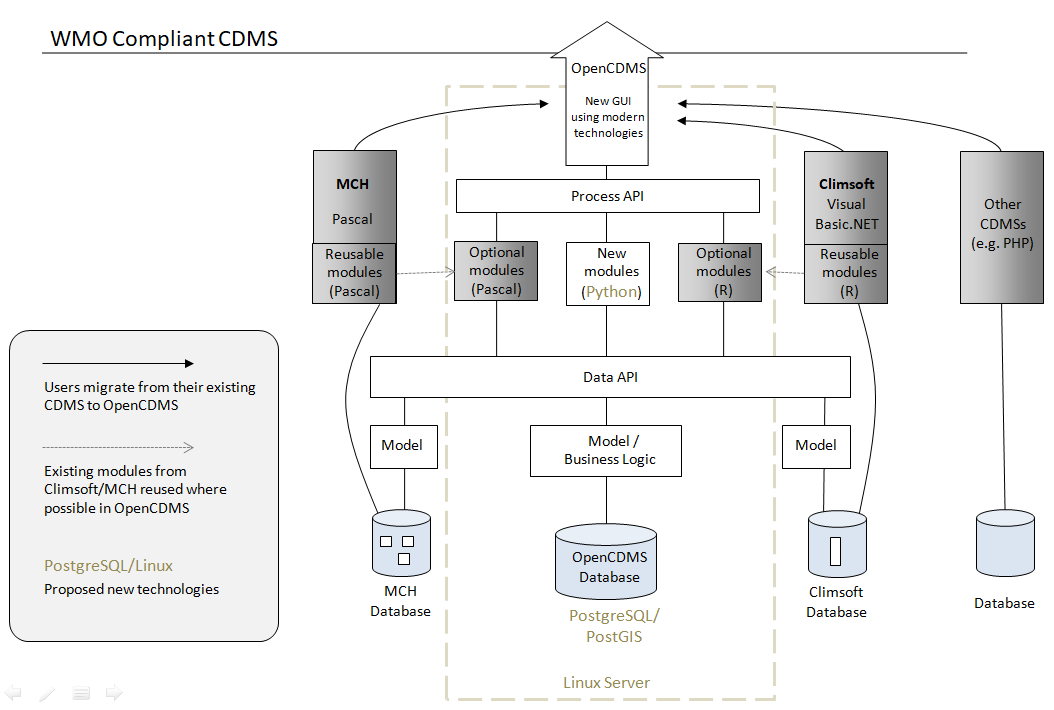 WMO Compliant CDMS
OpenCDMS
New GUI
using modern
technologies
MCH
Pascal
Reusable
modules
(Pascal)
Process API
Optional
modules
(Pascal)
New
modules
(Python)
Optional
modules
(R)
Climsoft
Visual
Basic.NET
Reusable
modules
(R)
Other
CDMSs
(e.g. PHP)
Data API
Model
Model /
Business Logic
Model
MCH
Database
OpenCDMS
Database
PostgreSQL/
PostGIS
Linux Server
Climsoft
Database
Database
Users migrate from their existing
CDMS to OpenCDMS
Existing modules from
Climsoft/MCH reused where
possible in OpenCDMS
PostgreSQL/Linux
Proposed new technologies